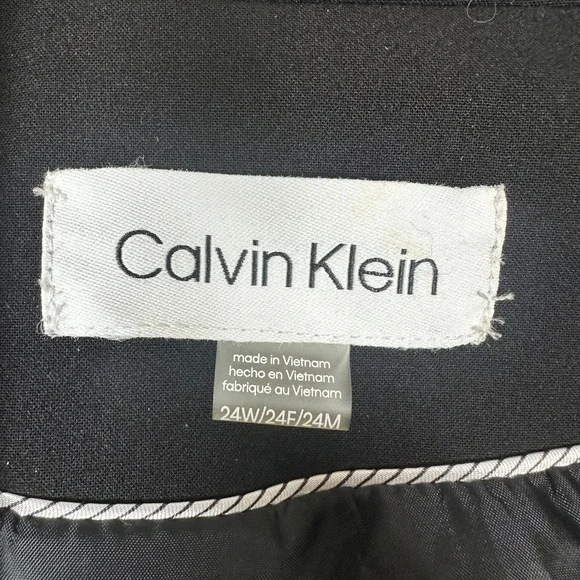 Calvin Klein
made in Vietnam
hecho en Vietnam
fabriqué au Vietnam
24W/24F/24M